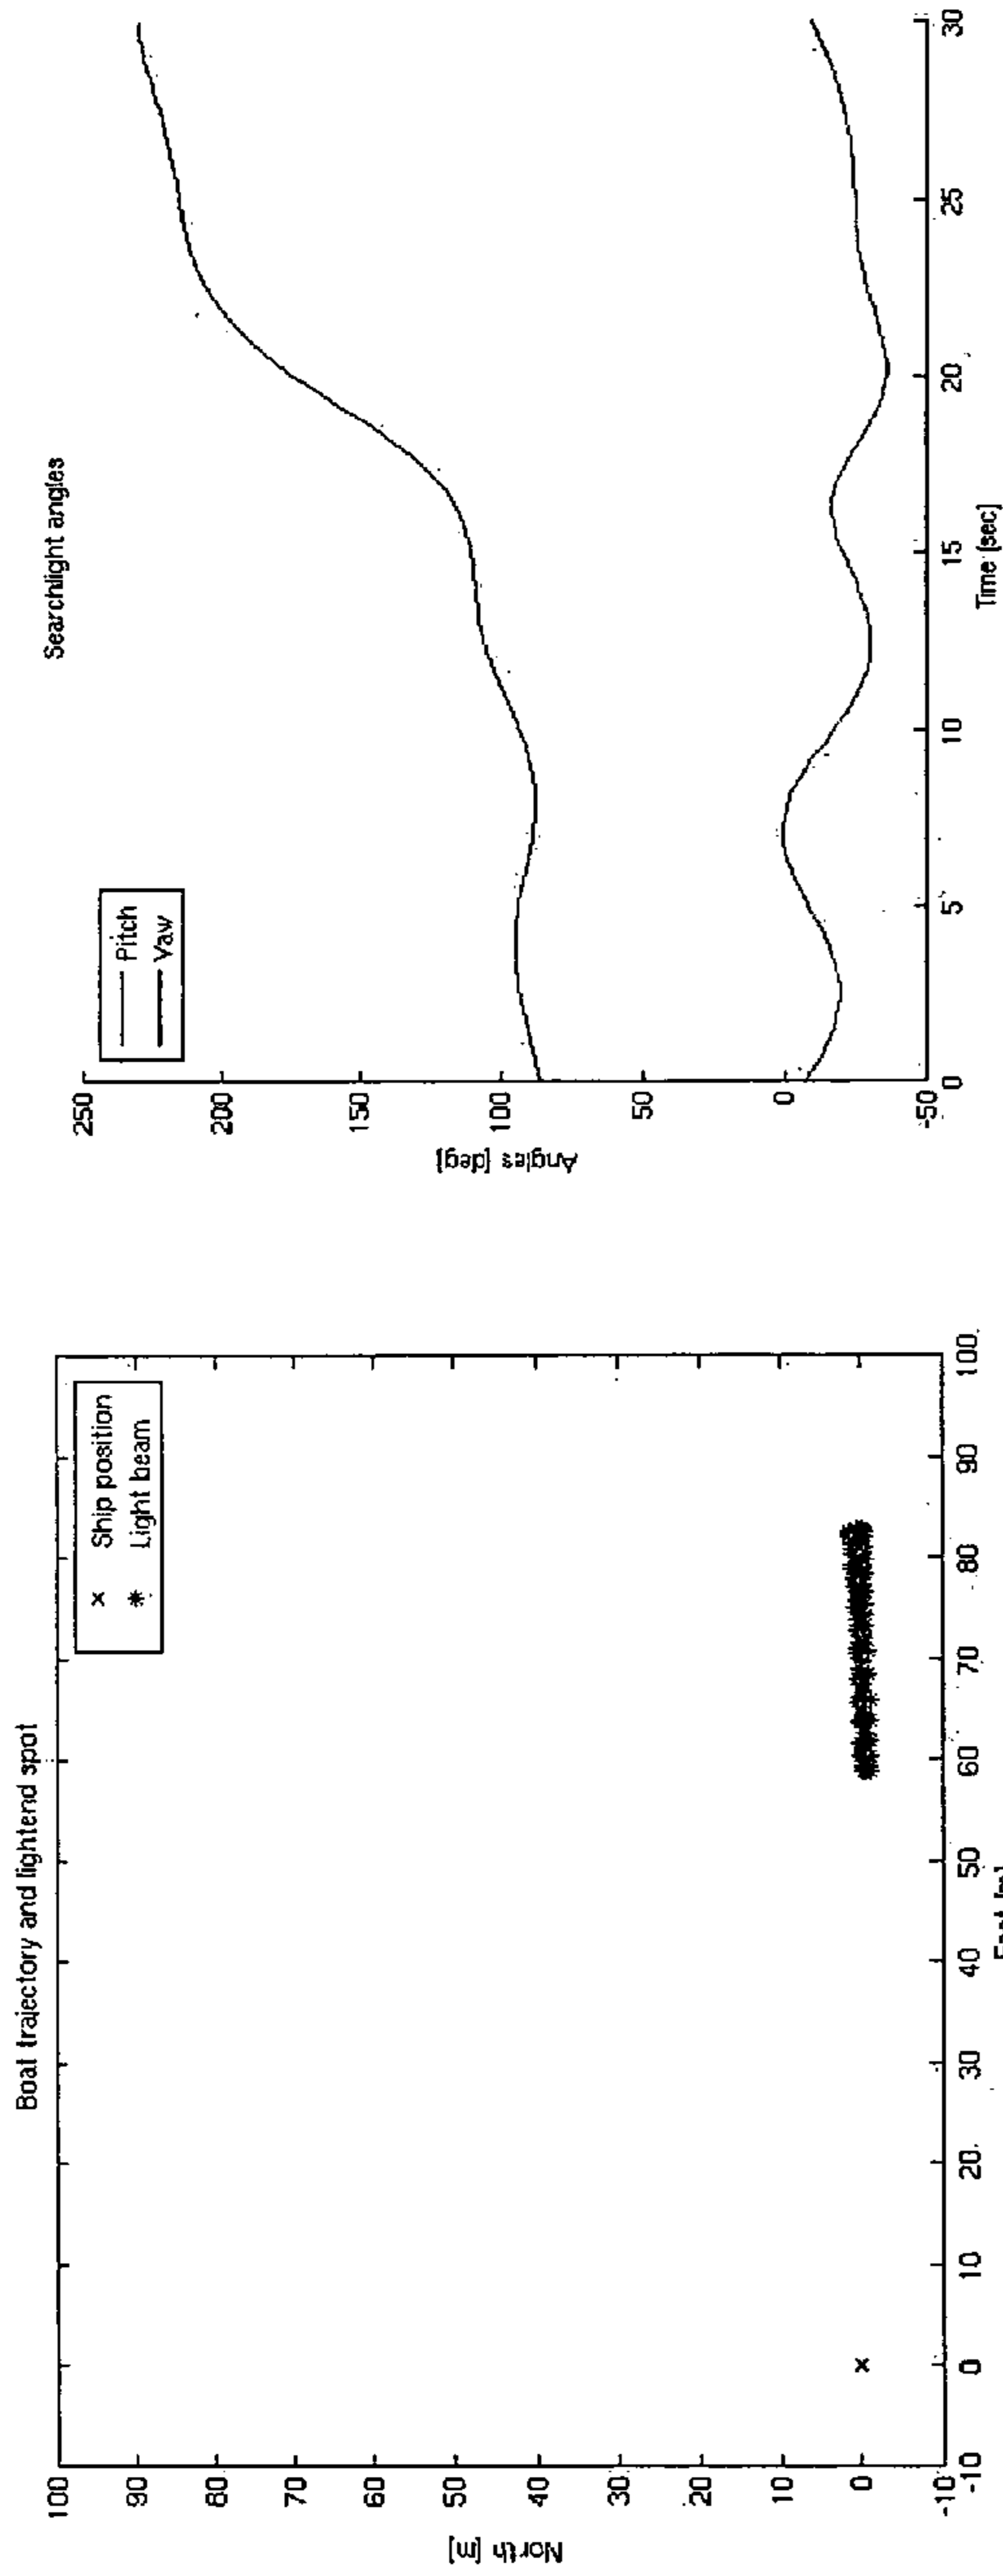 Boat trajectory and lightend spot
× Ship position
* Light beam
North [m]
100
90
80
70
60
50
40
30
20
10
0
-10
-10 0 10 20 30 40 50 60 70 80 90 100
East [m]
Searchlight angles
Pitch
Yaw
Angles [deg]
250
200
150
100
50
0
-50
0 5 10 15 20 25 30
Time (sec)